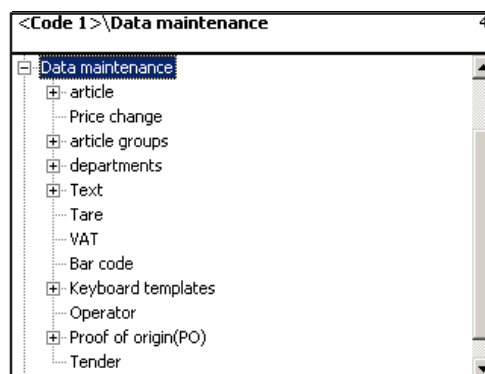 <Code 1>\Data maintenance 4
Data maintenance
article
Price change
article groups
departments
Text
Tare
VAT
Bar code
Keyboard templates
Operator
Proof of origin(PO)
Tender